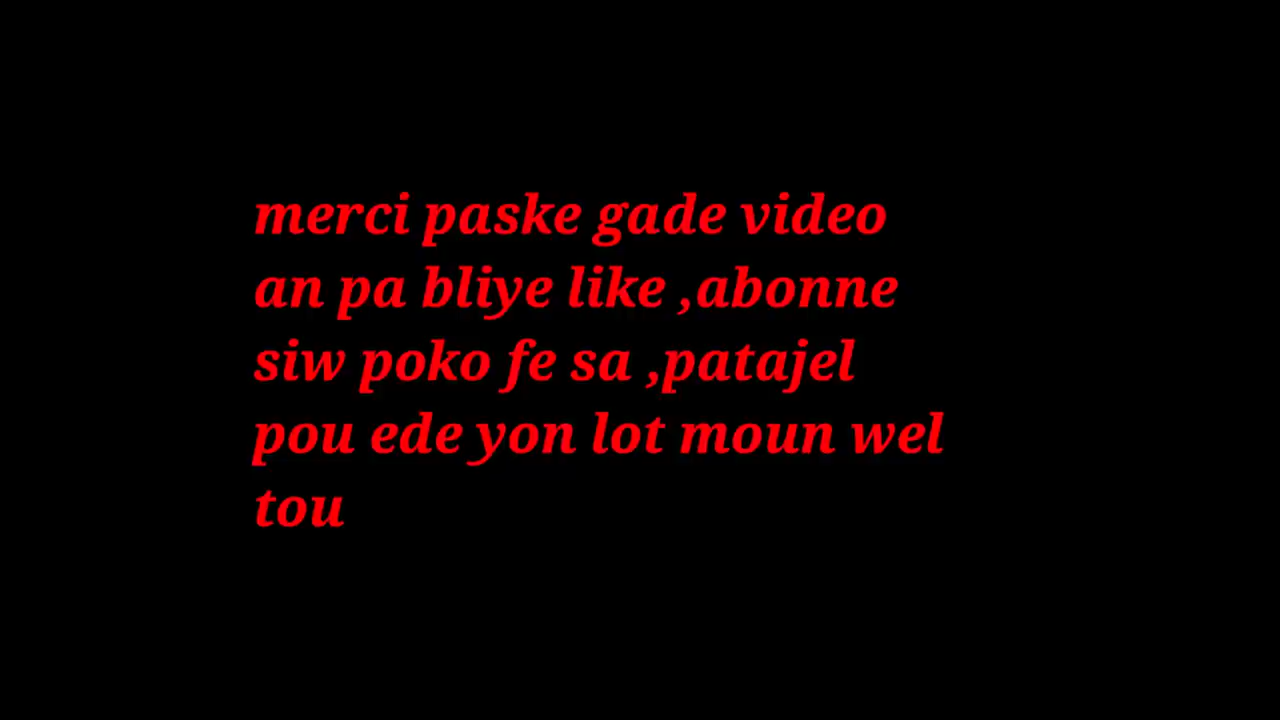 merci paske gade video
an pa bliye like ,abonne
siw poko fe sa ,patajel
pou ede yon lot moun wel
tou